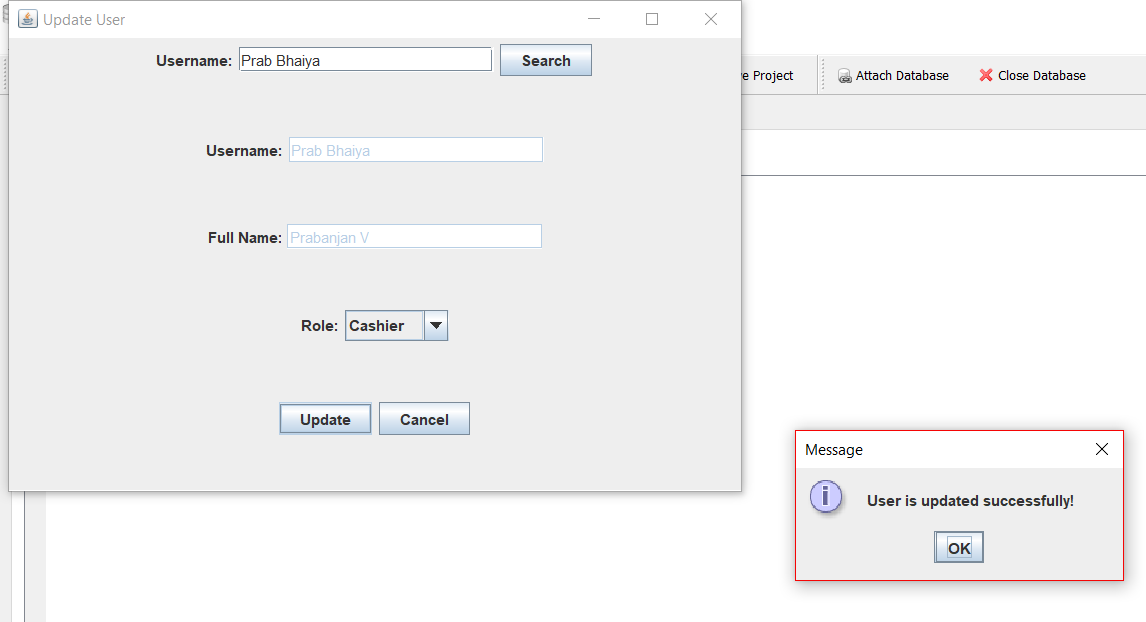 Update User
Username: Prab Bhaiya Search
Project Attach Database Close Database
Username: Prab Bhaiya
Full Name: Prabanjan V
Role: Cashier
Update Cancel
Message
User is updated successfully!
OK